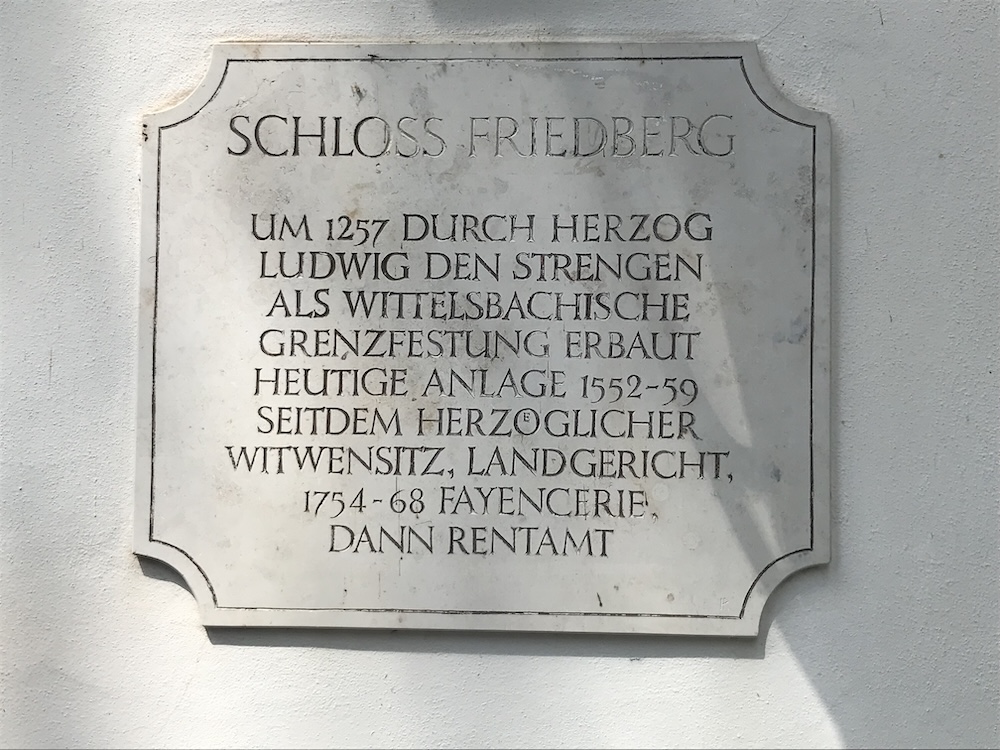 SCHLOSS FRIEDBERG
UM 1257 DURCH HERZOG
LUDWIG DEN STRENGEN
ALS WITTELSBACHISCHE
GRENZFESTUNG ERBAUT
HEUTIGE ANLAGE 1552-59
SEITDEM HERZOEGLICHER
WITWENSITZ, LANDGERICHT,
1754-68 FAYENCERIE,
DANN RENTAMT